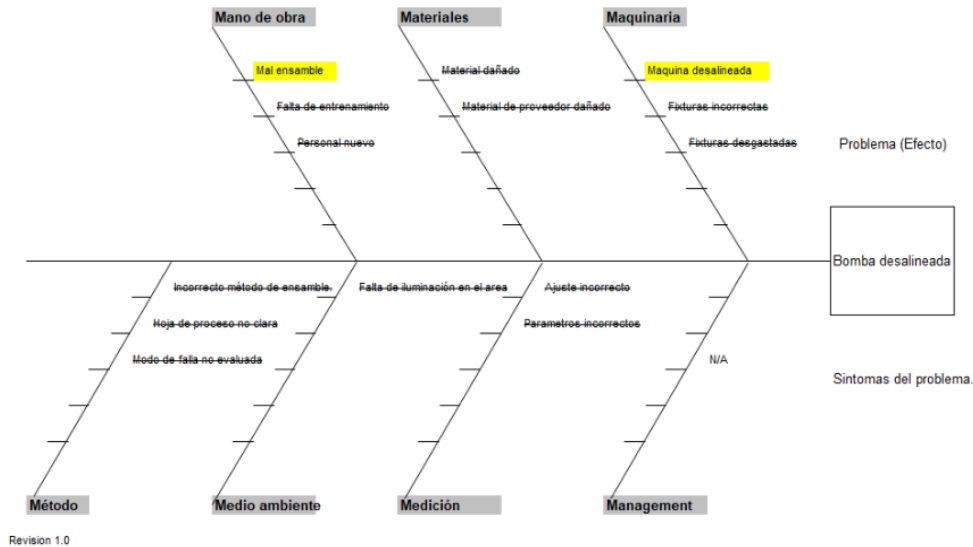 Mano de obra
Materiales
Maquinaria
Mal ensamble
Material dañado
Maquina desalineada
Falta de entrenamiento
Material de proveedor dañado
Fixturas incorrectas
Personal nuevo
Fixturas desgastadas
Problema (Efecto)
Bomba desalineada
Incorrecto método de ensamble.
Falta de iluminación en el area
Ajuste incorrecto
Hoja de proceso no clara
Parametros incorrectos
Modo de falla no evaluada
N/A
Sintomas del problema.
Método
Medio ambiente
Medición
Management
Revision 1.0